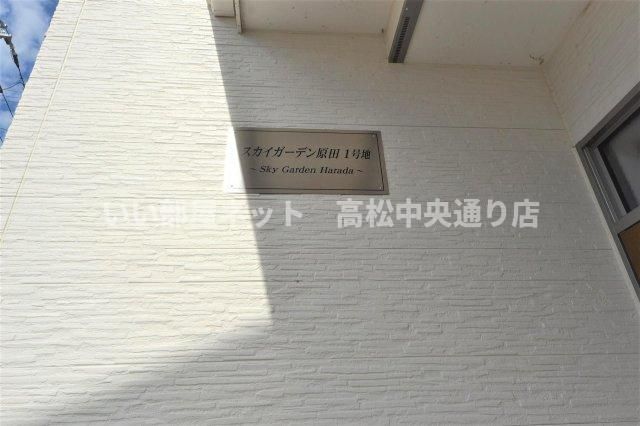 スカイガーデン原田 1号地
~ Sky Garden Harada ~
いい部屋ネット 高松中央通り店